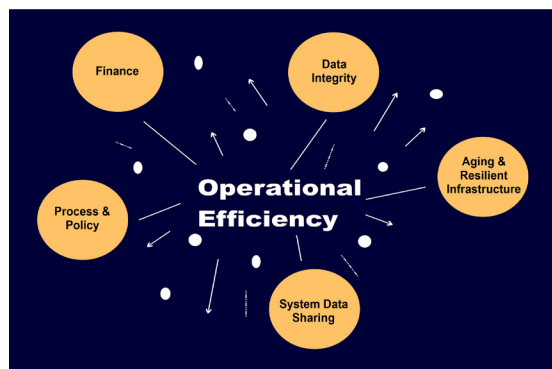 Finance
Data
Integrity
Aging &
Resilient
Infrastructure
Operational
Efficiency
Process &
Policy
System Data
Sharing